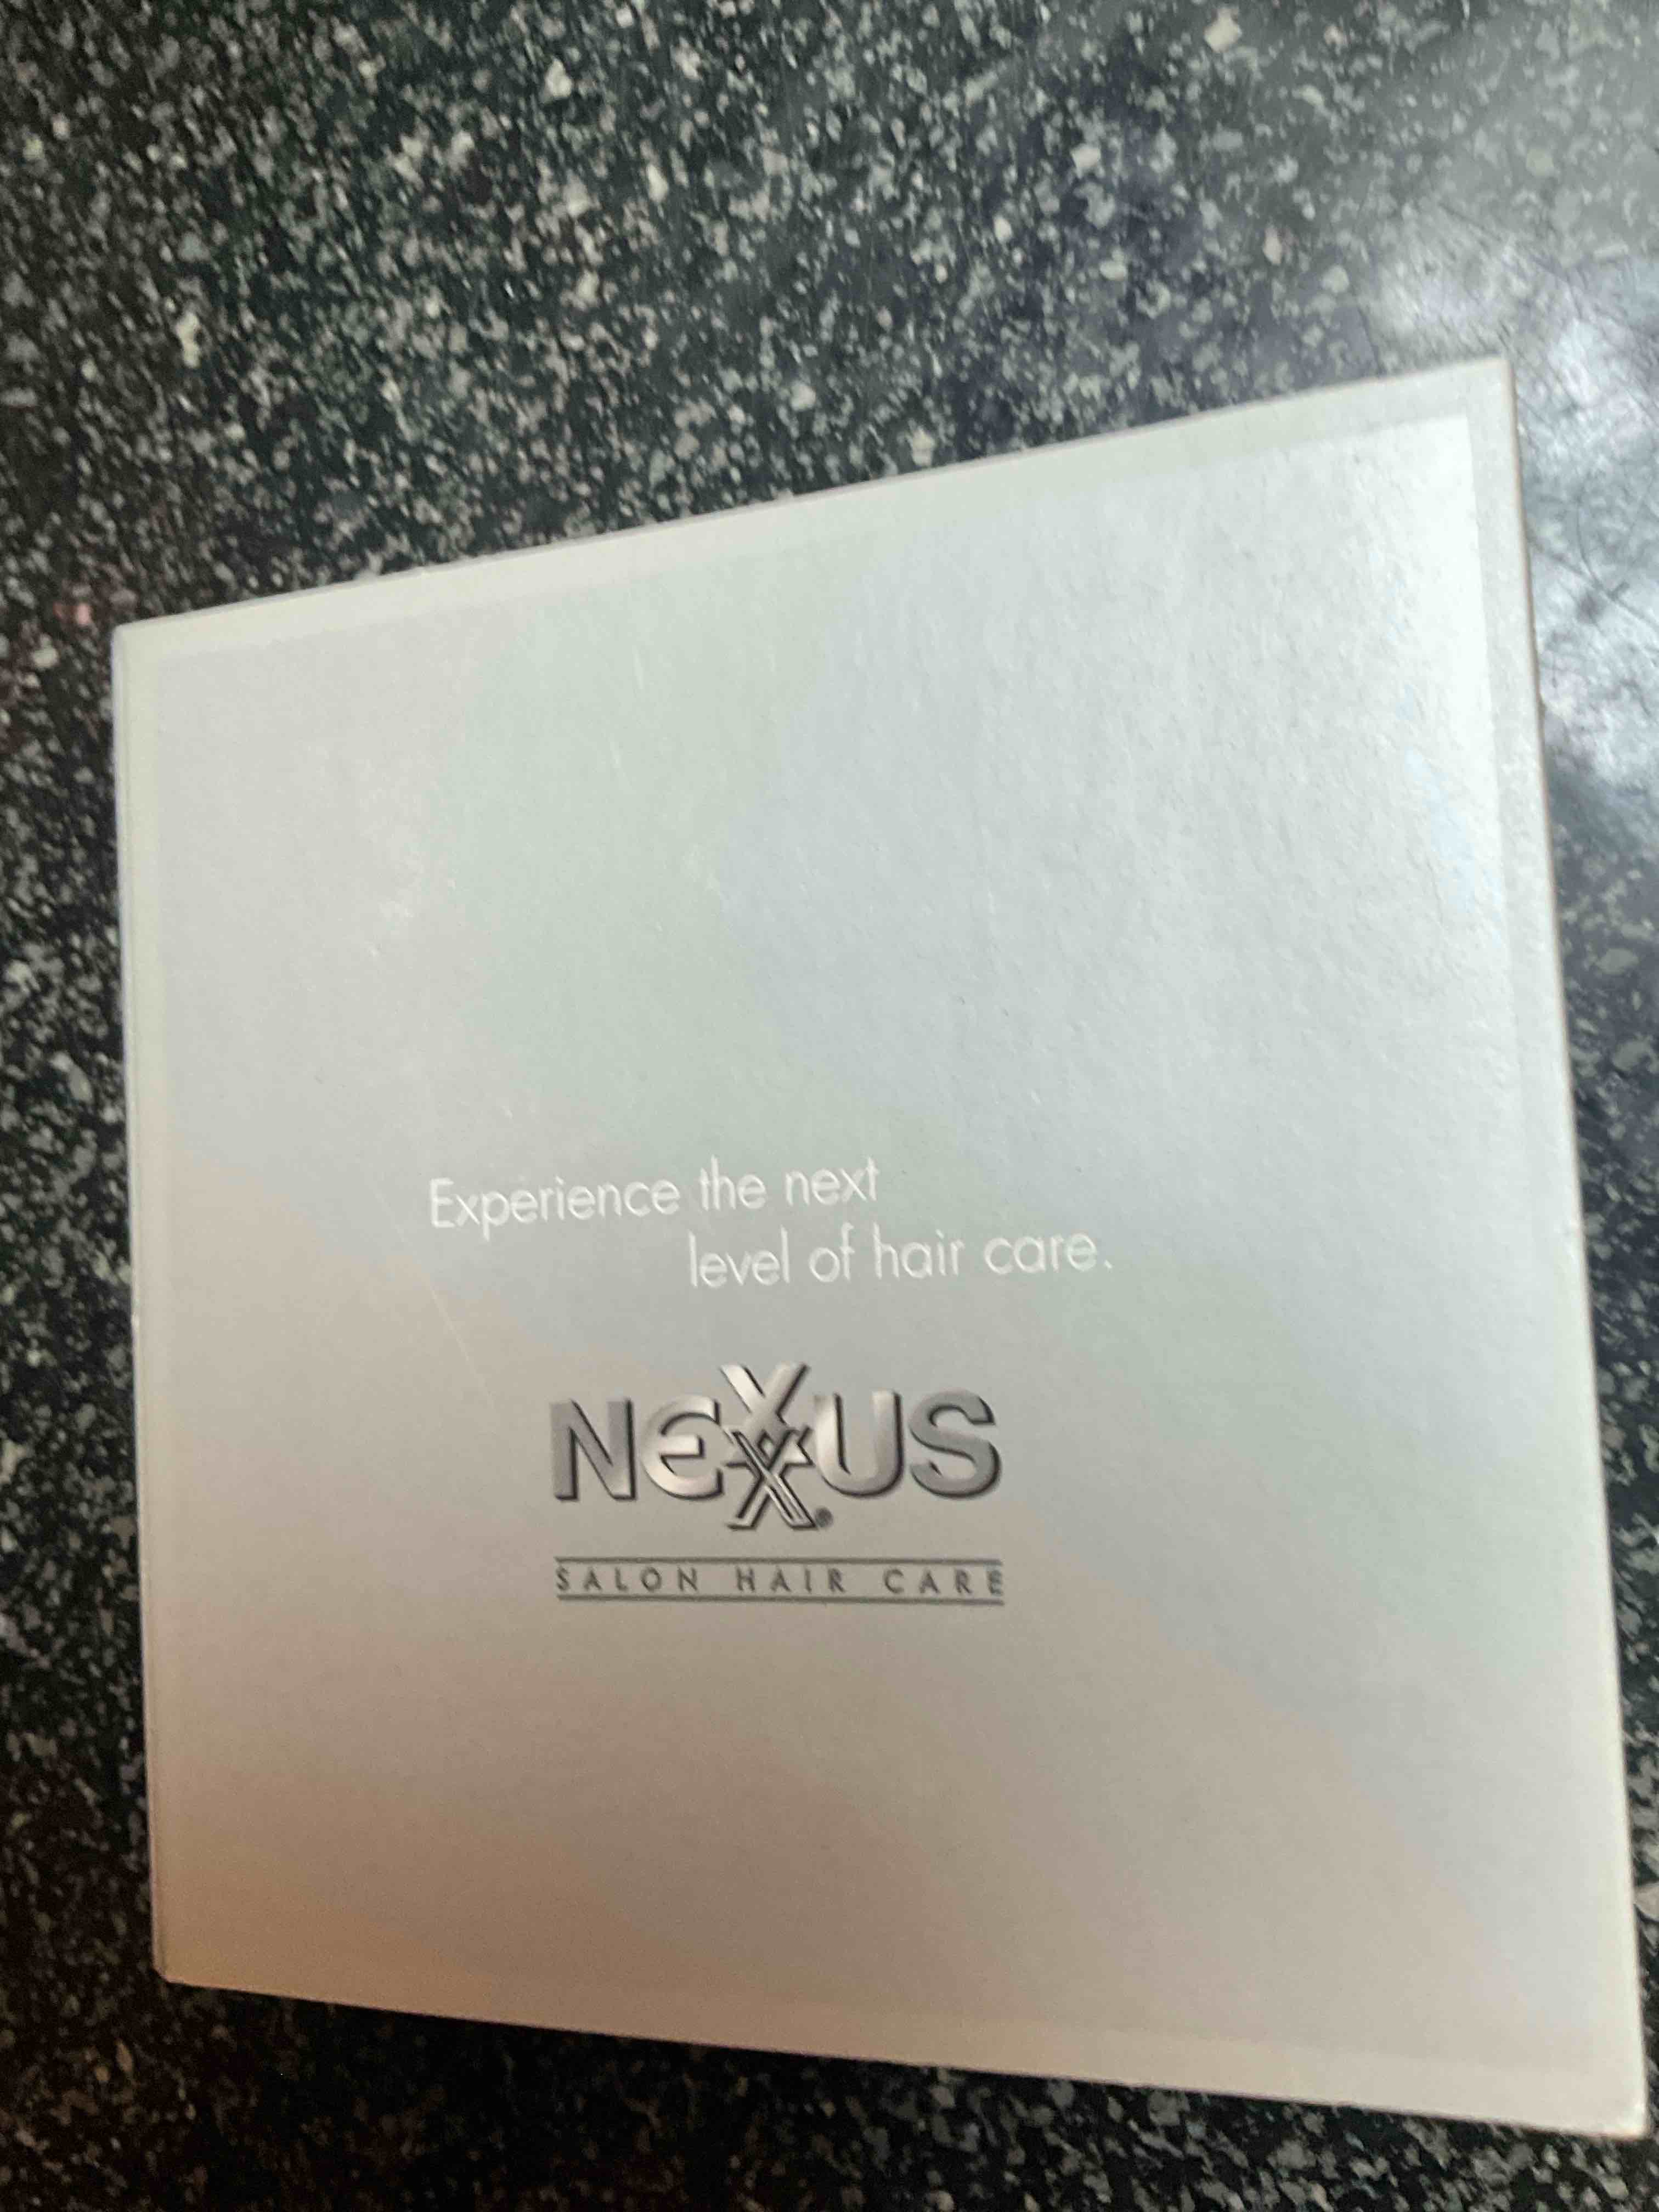 Experience the next
level of hair care.
NEXXUS®
SALON HAIR CARE